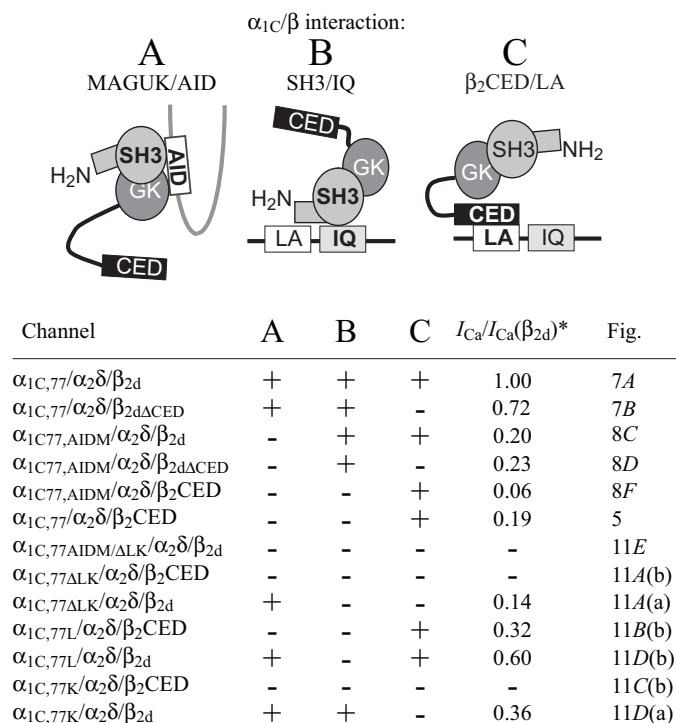 α1C/β interaction:
A B C
MAGUK/AID SH3/IQ β2CED/LA
H2N SH3 GK AID CED
CED GK H2N SH3 LA IQ
SH3 NH2 GK CED LA IQ
Channel A B C ICa/ICa(β2d)* Fig.
α1C,77/α2δ/β2d + + + 1.00 7A
α1C,77/α2δ/β2dΔCED + + - 0.72 7B
α1C77,AIDM/α2δ/β2d - + + 0.20 8C
α1C77,AIDM/α2δ/β2dΔCED - + - 0.23 8D
α1C77,AIDM/α2δ/β2CED - - + 0.06 8F
α1C,77/α2δ/β2CED - - + 0.19 5
α1C,77AIDM/ΔLK/α2δ/β2d - - - - 11E
α1C,77ΔLK/α2δ/β2CED - - - - 11A(b)
α1C,77ΔLK/α2δ/β2d + - - 0.14 11A(a)
α1C,77L/α2δ/β2CED - - + 0.32 11B(b)
α1C,77L/α2δ/β2d + - + 0.60 11D(b)
α1C,77K/α2δ/β2CED - - - - 11C(b)
α1C,77K/α2δ/β2d + + - 0.36 11D(a)